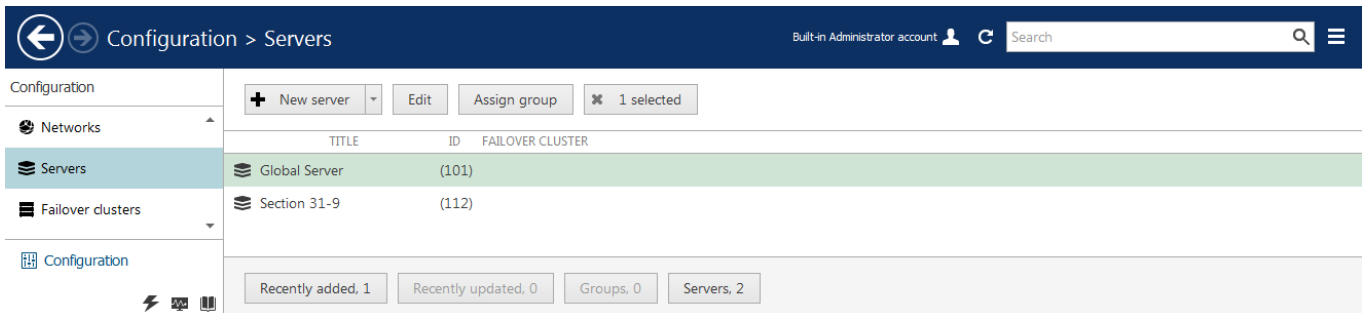 Configuration > Servers
Built-in Administrator account
Search
Configuration
Networks
Servers
Failover clusters
Configuration
New server
Edit
Assign group
1 selected
TITLE ID FAILOVER CLUSTER
Global Server (101)
Section 31-9 (112)
Recently added, 1
Recently updated, 0
Groups, 0
Servers, 2